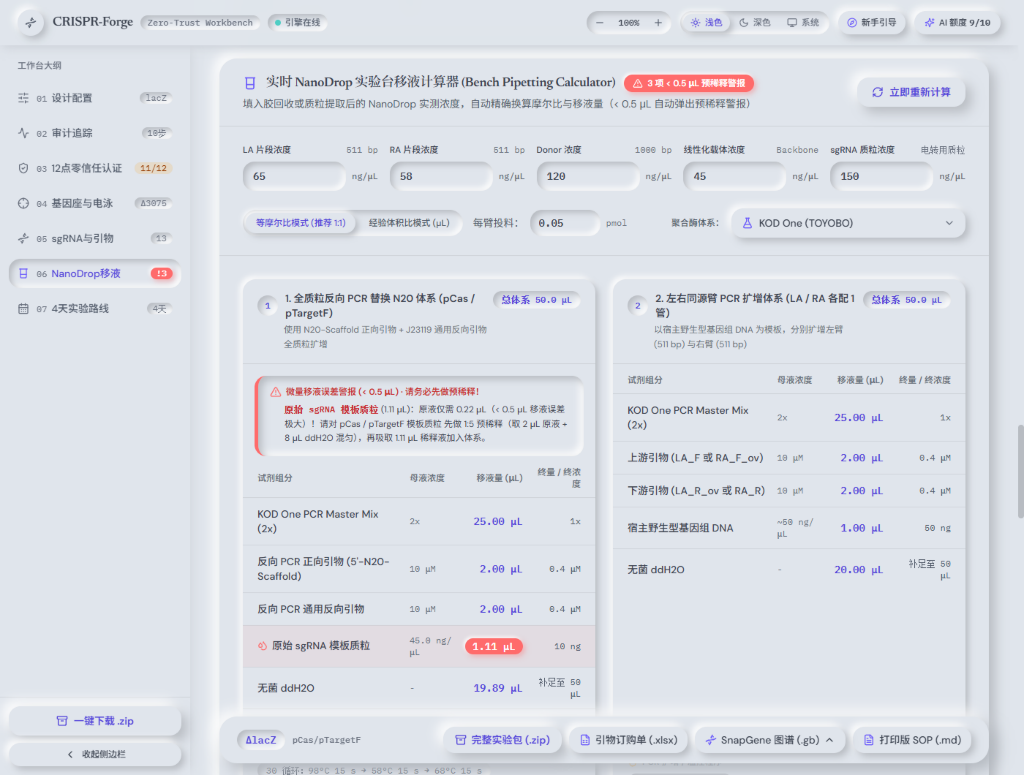 CRISPR-Forge
Zero-Trust Workbench
引擎在线
100%
浅色
深色
系统
新手引导
AI 额度 9/10
工作台大纲
01 设计配置 lacZ
02 审计追踪 10步
03 12点零信任认证 11/12
04 基因座与电泳 Δ3075
05 sgRNA与引物 13
06 NanoDrop移液 !3
07 4天实验路线 4天
一键下载 .zip
收起侧边栏
实时 NanoDrop 实验台移液计算器 (Bench Pipetting Calculator)
3 项 < 0.5 μL 预稀释警报
填入胶回收或质粒提取后的 NanoDrop 实测浓度，自动精确换算摩尔比与移液量（< 0.5 μL 自动弹出预稀释警报）
立即重新计算
LA 片段浓度 511 bp
65 ng/μL
RA 片段浓度 511 bp
58 ng/μL
Donor 浓度 1000 bp
120 ng/μL
线性化载体浓度 Backbone
45 ng/μL
sgRNA 质粒浓度 电转用质粒
150 ng/μL
等摩尔比模式 (推荐 1:1)
经验体积比模式 (μL)
每臂投料: 0.05 pmol
聚合酶体系: KOD One (TOYOBO)
1
1. 全质粒反向 PCR 替换 N20 体系 (pCas /
pTargetF)
总体系 50.0 μL
使用 N20-Scaffold 正向引物 + J23119 通用反向引物
全质粒扩增
微量移液误差警报 (< 0.5 μL) · 请务必先做预稀释!
原始 sgRNA 模板质粒 (1.11 μL)：原液仅需 0.22 μL（< 0.5 μL 移液误差
极大）！请对 pCas / pTargetF 模板质粒 先做 1:5 预稀释（取 2 μL 原液 +
8 μL ddH2O 混匀），再吸取 1.11 μL 稀释液加入体系。
试剂组分 母液浓度 移液量 (μL) 终量 / 终浓
度
KOD One PCR Master Mix
(2x)
2x 25.00 μL 1x
反向 PCR 正向引物 (5'-N20-
Scaffold)
10 μM 2.00 μL 0.4 μM
反向 PCR 通用反向引物 10 μM 2.00 μL 0.4 μM
原始 sgRNA 模板质粒 45.0 ng/
μL
1.11 μL 10 ng
无菌 ddH2O - 19.89 μL 补足至 50
μL
2
2. 左右同源臂 PCR 扩增体系 (LA / RA 各配 1
管)
总体系 50.0 μL
以宿主野生型基因组 DNA 为模板，分别扩增左臂
(511 bp) 与右臂 (511 bp)
试剂组分 母液浓度 移液量 (μL) 终量 / 终浓度
KOD One PCR Master Mix
(2x)
2x 25.00 μL 1x
上游引物 (LA_F 或 RA_F_ov) 10 μM 2.00 μL 0.4 μM
下游引物 (LA_R_ov 或 RA_R) 10 μM 2.00 μL 0.4 μM
宿主野生型基因组 DNA ~50 ng/
μL
1.00 μL 50 ng
无菌 ddH2O - 20.00 μL 补足至 50
μL
ΔlacZ pCas/pTargetF
完整实验包 (.zip)
引物订购单 (.xlsx)
SnapGene 图谱 (.gb)
打印版 SOP (.md)
30 循环: 98°C 15 s + 58°C 15 s + 68°C 15 s